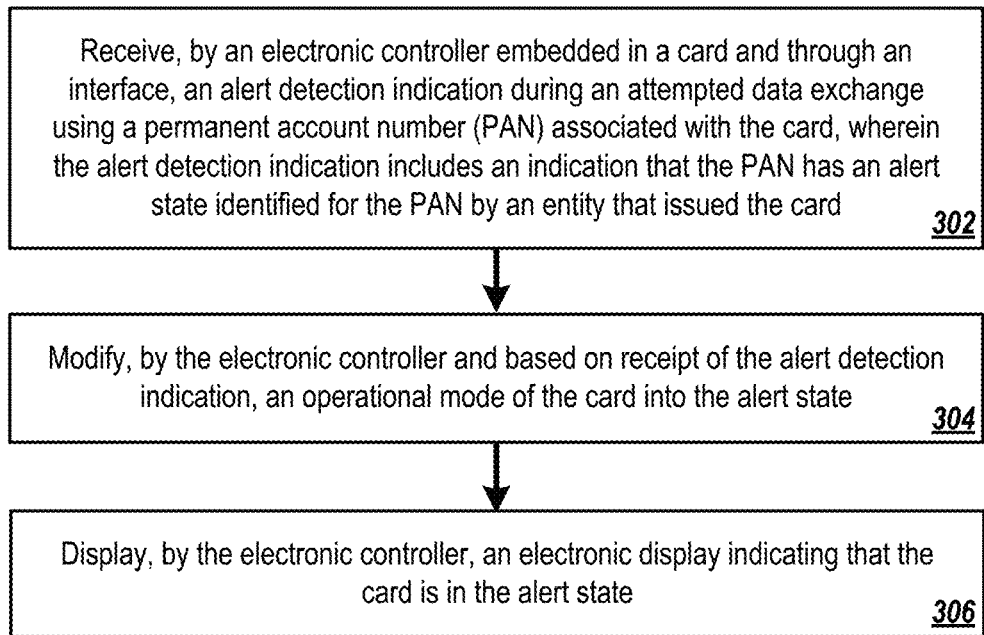 Receive, by an electronic controller embedded in a card and through an
interface, an alert detection indication during an attempted data exchange
using a permanent account number (PAN) associated with the card, wherein
the alert detection indication includes an indication that the PAN has an alert
state identified for the PAN by an entity that issued the card
302
Modify, by the electronic controller and based on receipt of the alert detection
indication, an operational mode of the card into the alert state
304
Display, by the electronic controller, an electronic display indicating that the
card is in the alert state
306